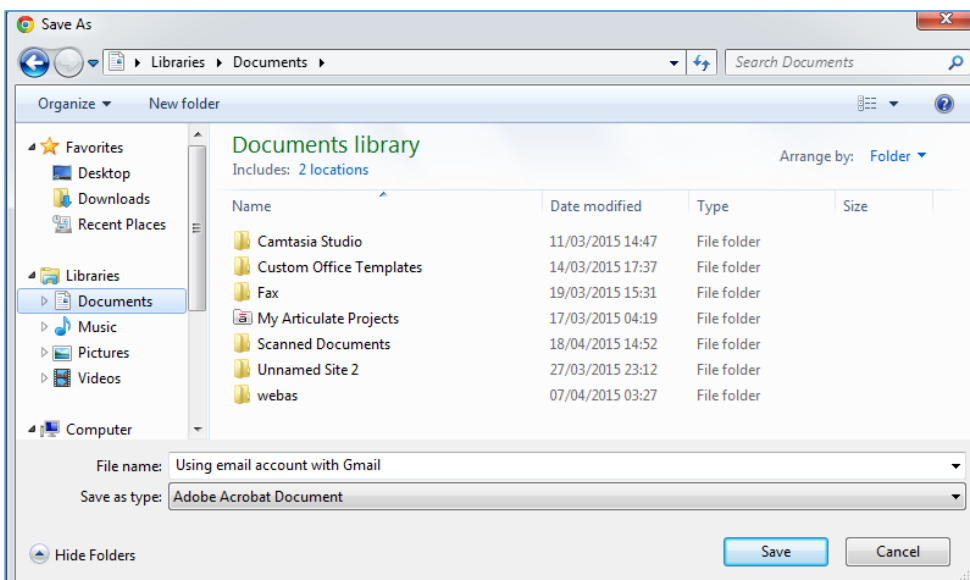 Save As
Libraries Documents
Search Documents
Organize New folder
Favorites
Desktop
Downloads
Recent Places
Libraries
Documents
Music
Pictures
Videos
Computer
Documents library
Includes: 2 locations
Arrange by: Folder
Name Date modified Type Size
Camtasia Studio 11/03/2015 14:47 File folder
Custom Office Templates 14/03/2015 17:37 File folder
Fax 19/03/2015 15:31 File folder
My Articulate Projects 17/03/2015 04:19 File folder
Scanned Documents 18/04/2015 14:52 File folder
Unnamed Site 2 27/03/2015 23:12 File folder
webas 07/04/2015 03:27 File folder
File name: Using email account with Gmail
Save as type: Adobe Acrobat Document
Hide Folders Save Cancel